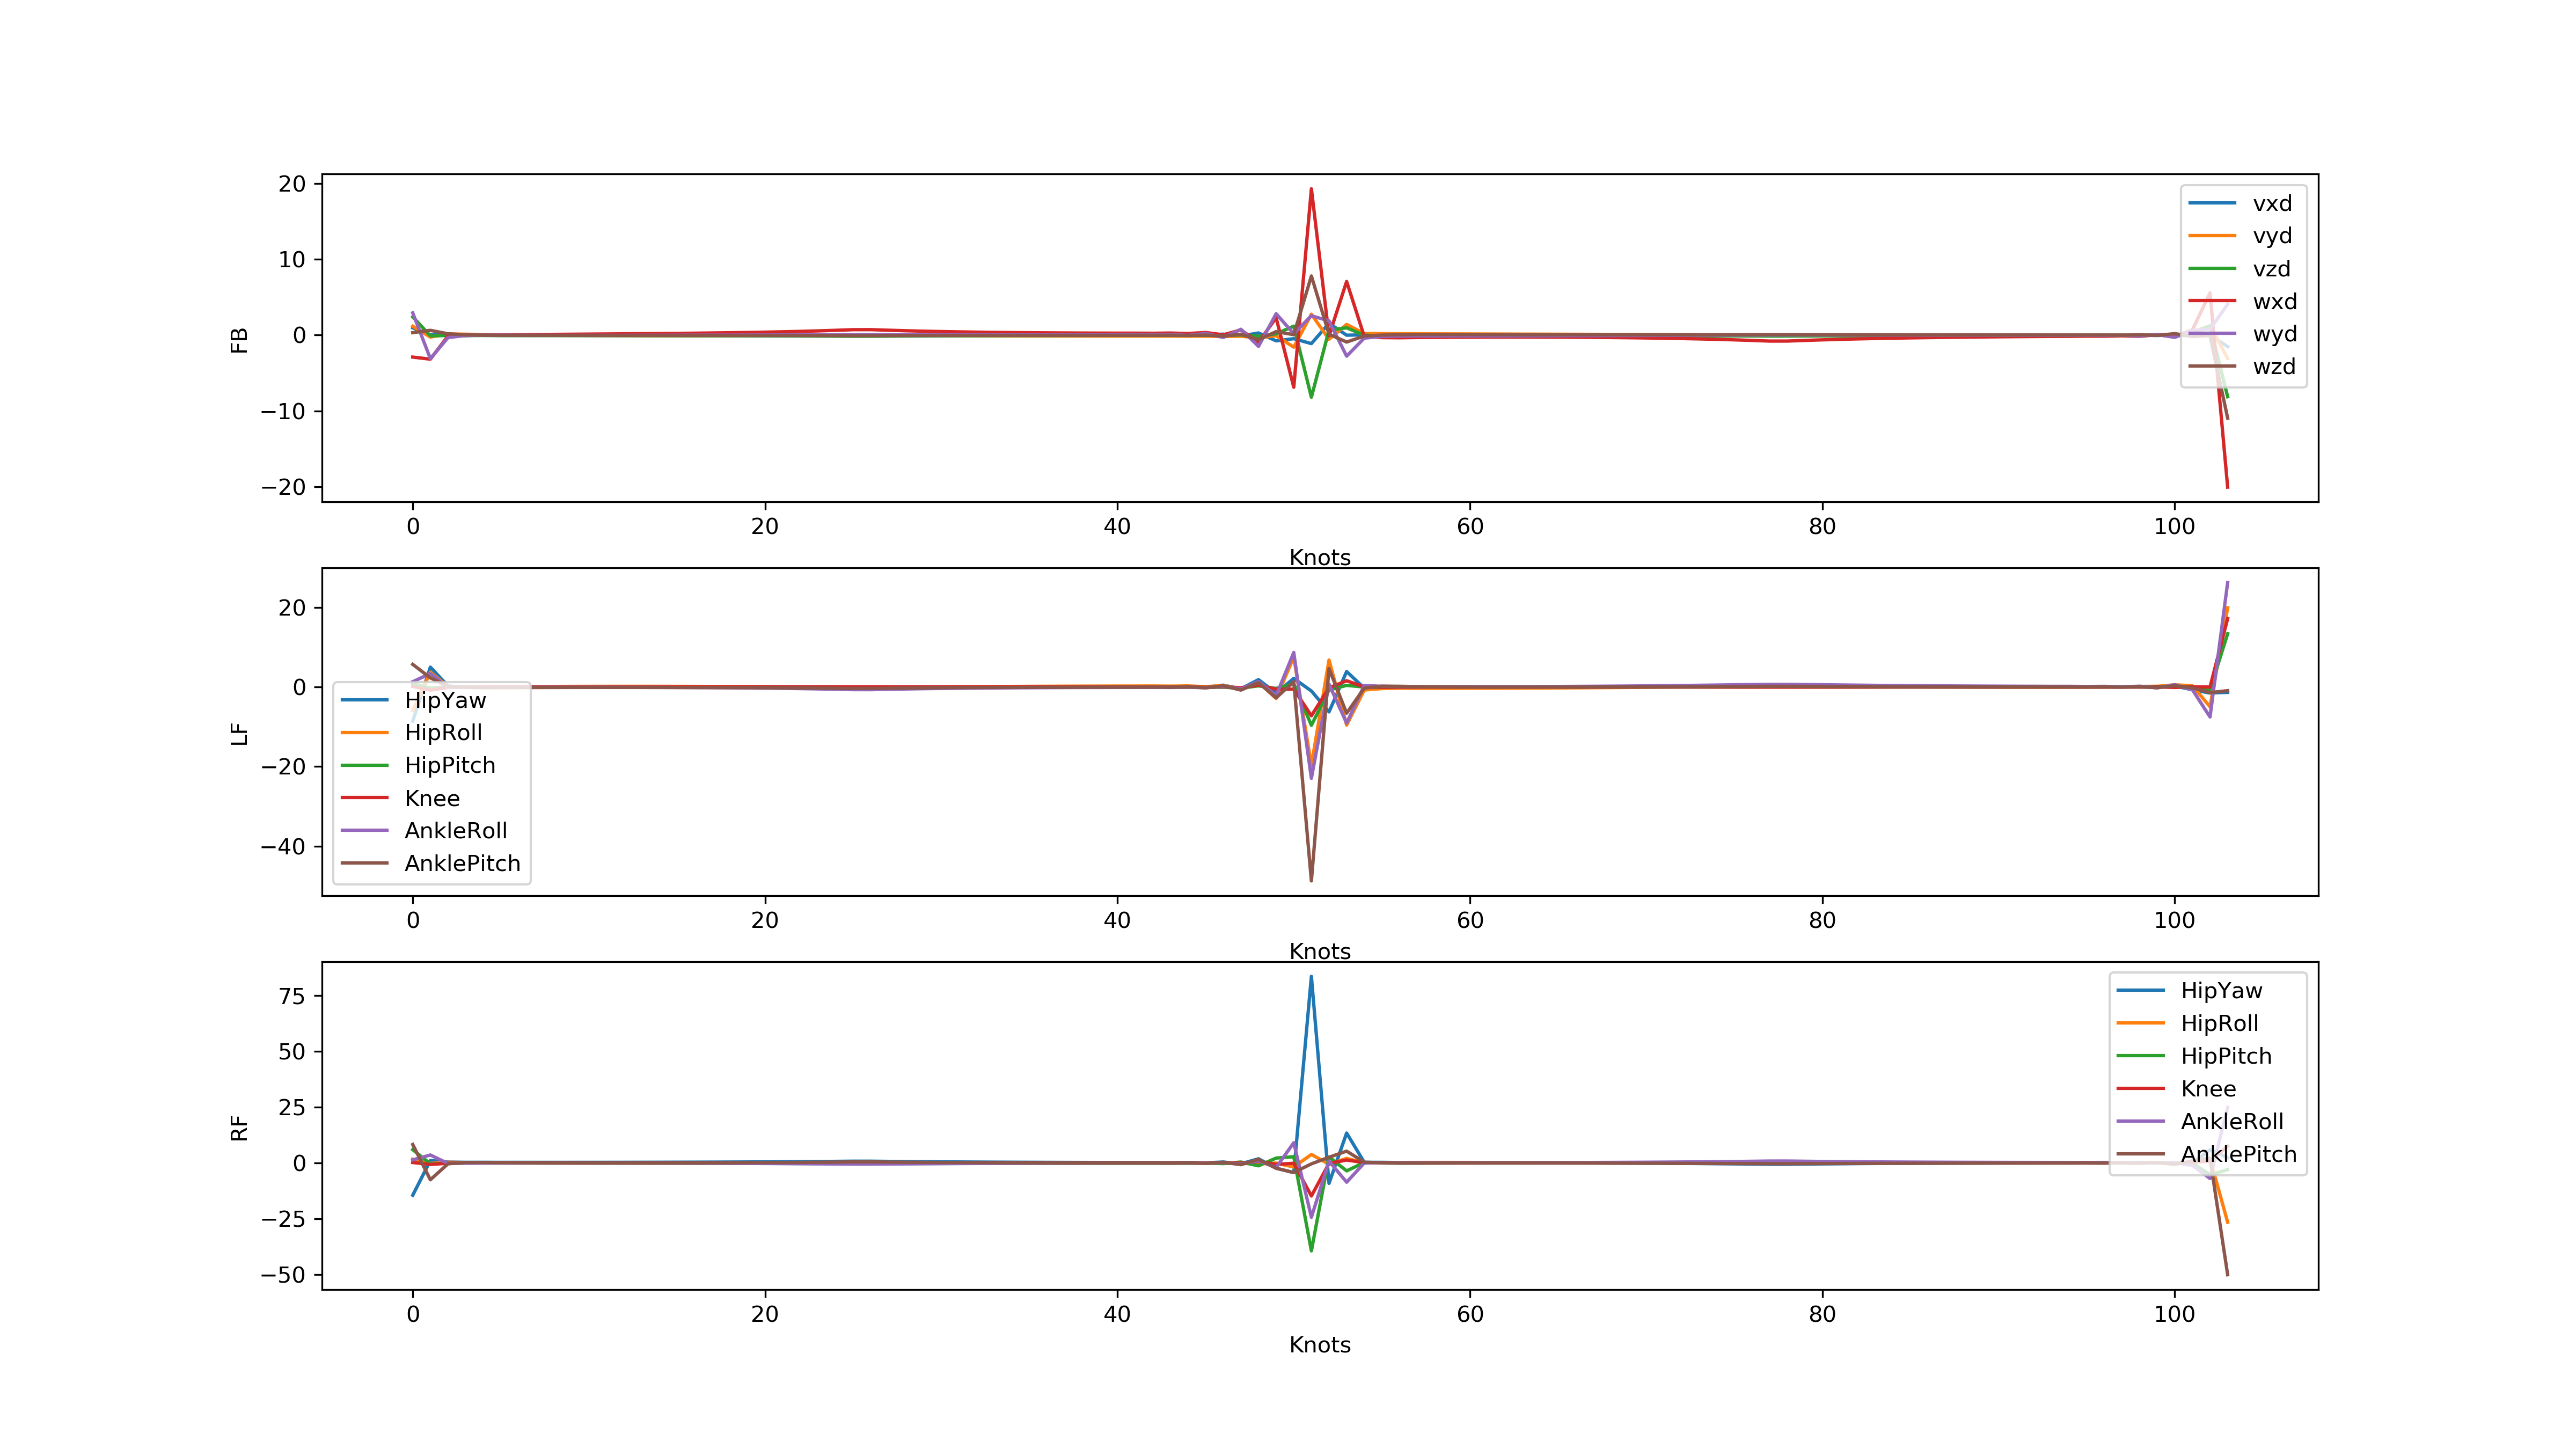 FB
20
10
0
−10
−20
vxd
vyd
vzd
wxd
wyd
wzd
0 20 40 60 80 100
Knots
LF
20
0
−20
−40
HipYaw
HipRoll
HipPitch
Knee
AnkleRoll
AnklePitch
0 20 40 60 80 100
Knots
RF
75
50
25
0
−25
−50
HipYaw
HipRoll
HipPitch
Knee
AnkleRoll
AnklePitch
0 20 40 60 80 100
Knots